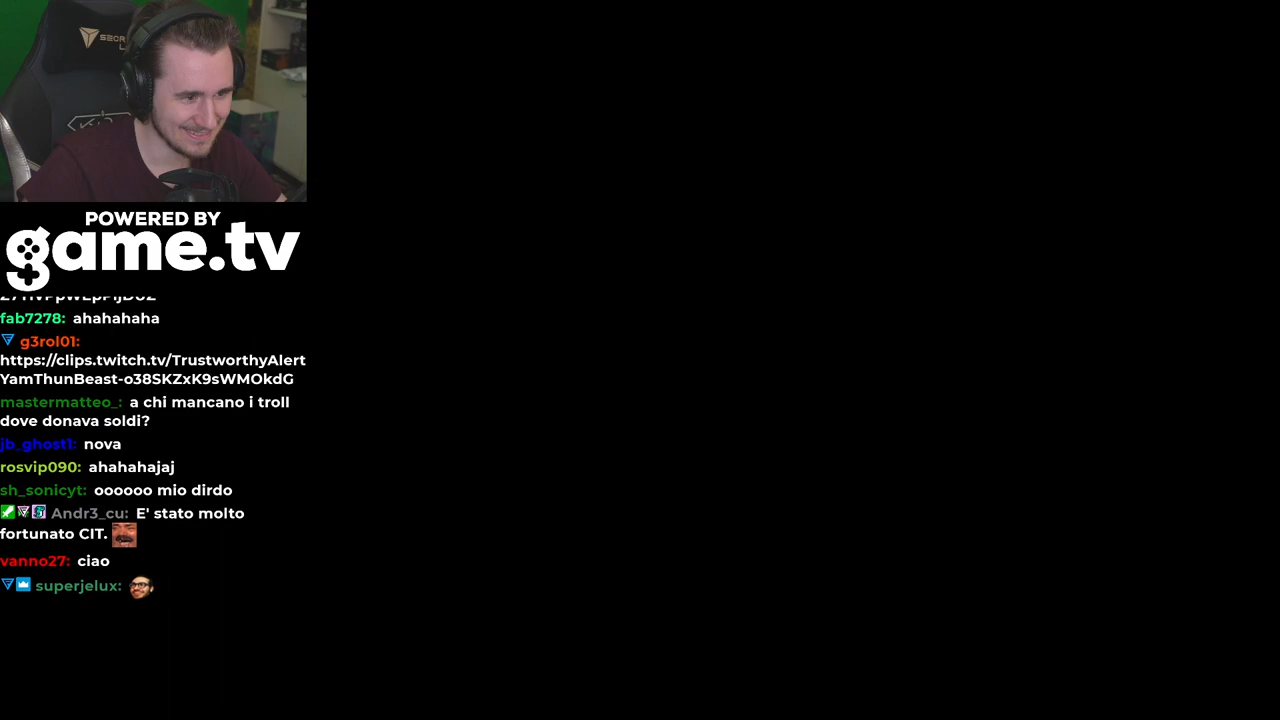 SECR
POWERED BY
game.tv
fab7278: ahahahaha
g3rol01:
https://clips.twitch.tv/TrustworthyAlert
YamThunBeast-o38SKZxK9sWMOkdG
mastermatteo_: a chi mancano i troll
dove donava soldi?
jb_ghost1: nova
rosvip090: ahahahajaj
sh_sonicyt: oooooo mio dirdo
Andr3_cu: E' stato molto
fortunato CIT.
vanno27: ciao
superjelux: